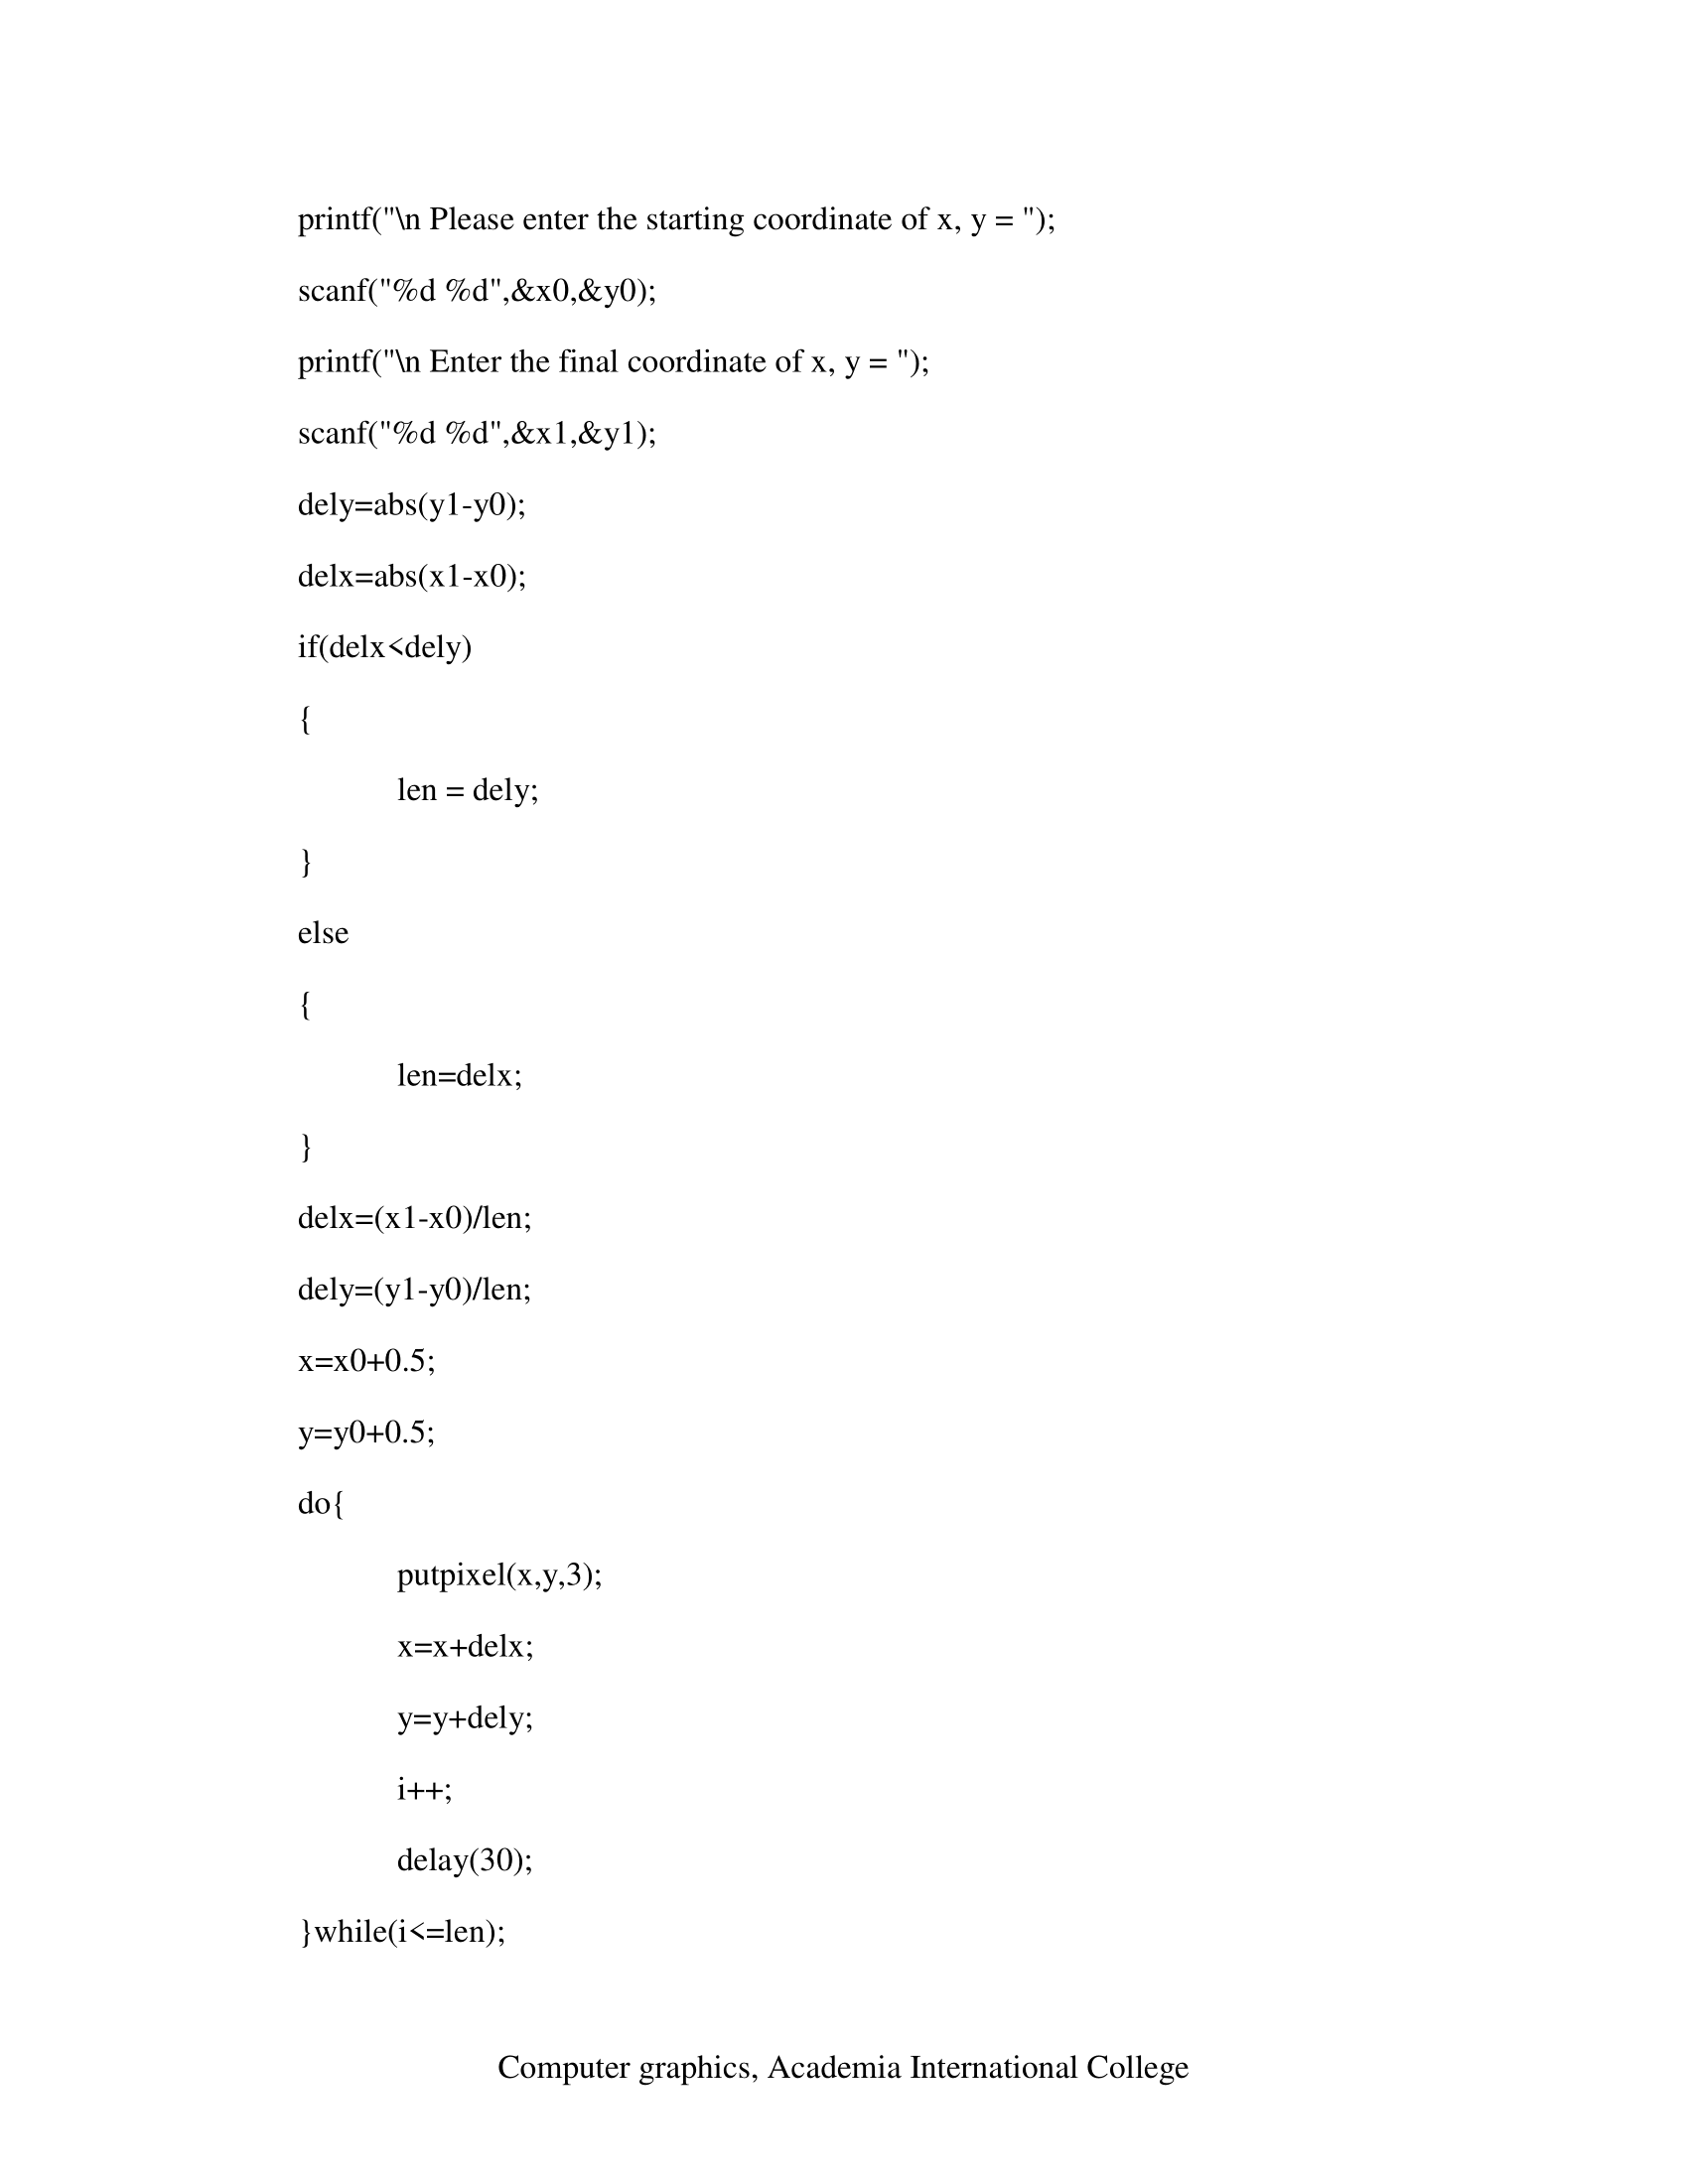 printf("\n Please enter the starting coordinate of x, y = ");
scanf("%d %d",&x0,&y0);
printf("\n Enter the final coordinate of x, y = ");
scanf("%d %d",&x1,&y1);
dely=abs(y1-y0);
delx=abs(x1-x0);
if(delx<dely)
{
len = dely;
}
else
{
len=delx;
}
delx=(x1-x0)/len;
dely=(y1-y0)/len;
x=x0+0.5;
y=y0+0.5;
do{
putpixel(x,y,3);
x=x+delx;
y=y+dely;
i++;
delay(30);
}while(i<=len);
Computer graphics, Academia International College